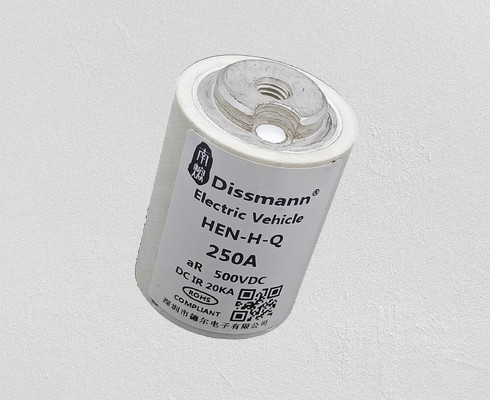 Dissmann®
Electric Vehicle
HEN-H-Q
250A
aR 500VDC
DC IR 20KA
ROHS
COMPLIANT
深圳市德尔电子有限公司